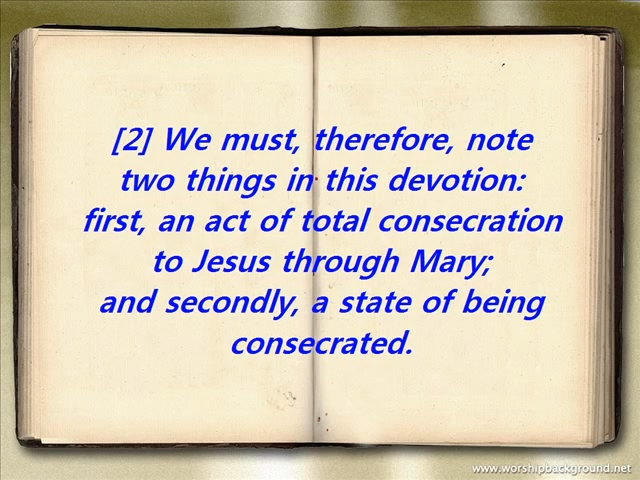 [2] We must, therefore, note
two things in this devotion:
first, an act of total consecration
to Jesus through Mary;
and secondly, a state of being
consecrated.
www.worshipbackground.net